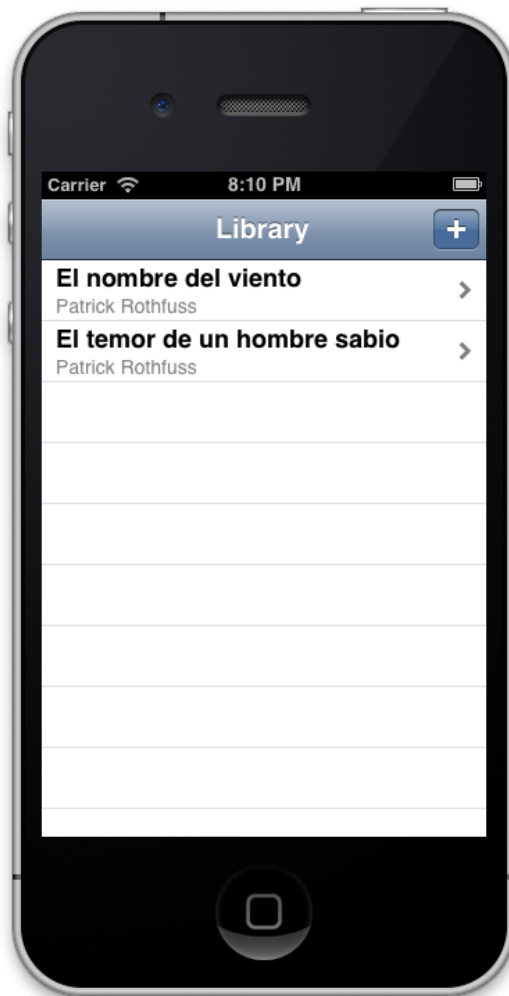 Carrier 8:10 PM
Library +
El nombre del viento
Patrick Rothfuss
El temor de un hombre sabio
Patrick Rothfuss